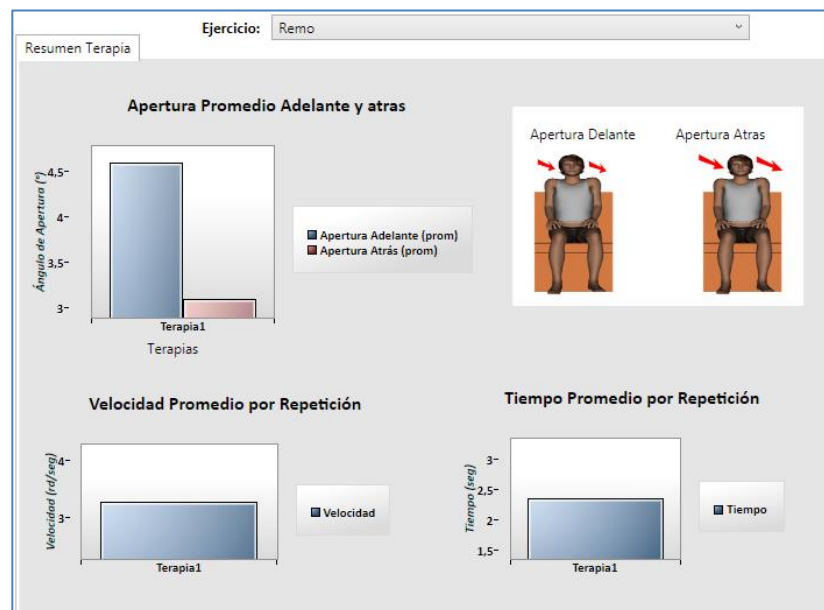 Ejercicio: Remo
Resumen Terapia
Apertura Promedio Adelante y atras
Ángulo de Apertura (º)
4,5
4
3,5
3
Terapia1
Terapias
Apertura Adelante (prom)
Apertura Atrás (prom)
Apertura Delante Apertura Atras
Velocidad Promedio por Repetición
Velocidad (rd/seg)
4
3
Terapia1
Velocidad
Tiempo Promedio por Repetición
Tiempo (seg)
3
2,5
2
1,5
Terapia1
Tiempo